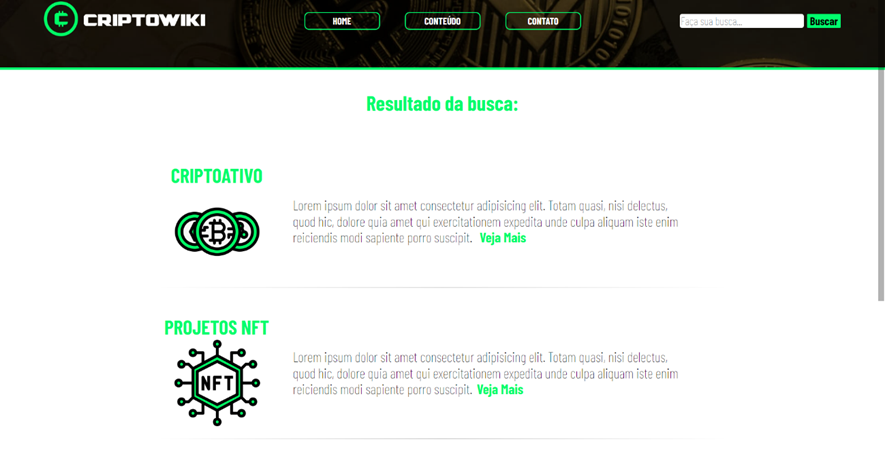 CRIPTOWIKI
HOME
CONTEÚDO
CONTATO
Faça sua busca...
Buscar
Resultado da busca:
CRIPTOATIVO
Lorem ipsum dolor sit amet consectetur adipisicing elit. Totam quasi, nisi delectus,
quod hic, dolore quia amet qui exercitationem expedita unde culpa aliquam iste enim
reiciendis modi sapiente porro suscipit. Veja Mais
PROJETOS NFT
NFT
Lorem ipsum dolor sit amet consectetur adipisicing elit. Totam quasi, nisi delectus,
quod hic, dolore quia amet qui exercitationem expedita unde culpa aliquam iste enim
reiciendis modi sapiente porro suscipit. Veja Mais